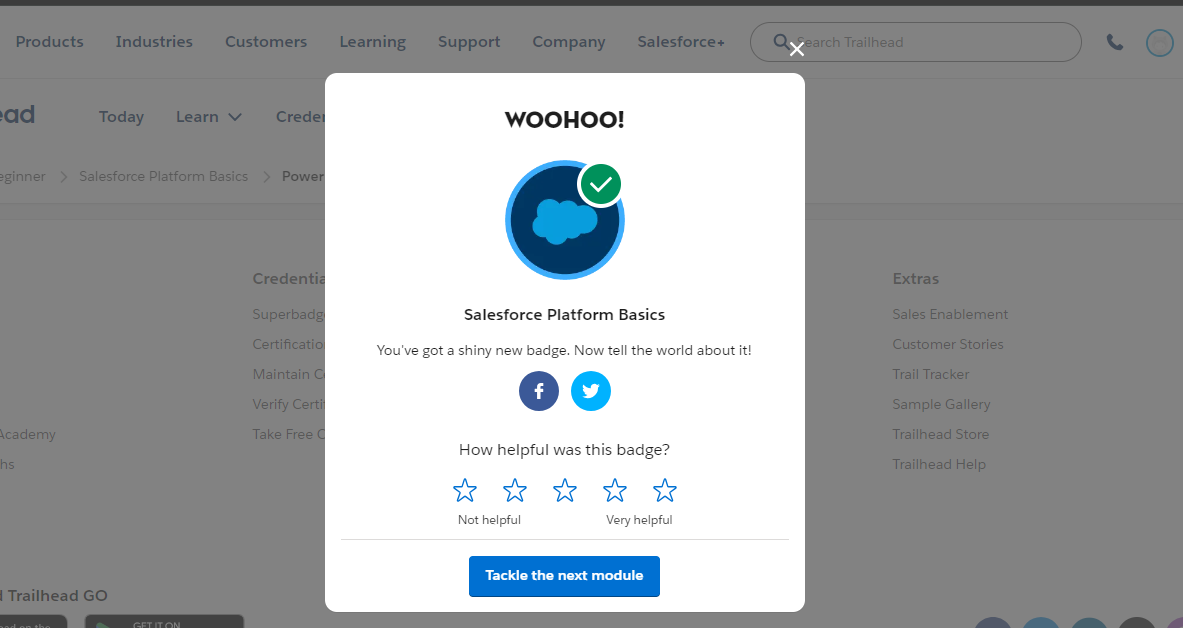 Products Industries Customers Learning Support Company Salesforce+ Search Trailhead
ead Today Learn Creden
eginner Salesforce Platform Basics Power
WOOHOO!
Salesforce Platform Basics
You've got a shiny new badge. Now tell the world about it!
How helpful was this badge?
Not helpful Very helpful
Tackle the next module
Credentia
Superbadg
Certificatio
Maintain C
Verify Certi
Take Free C
Extras
Sales Enablement
Customer Stories
Trail Tracker
Sample Gallery
Trailhead Store
Trailhead Help
Academy
hs
d Trailhead GO
GET IT ON